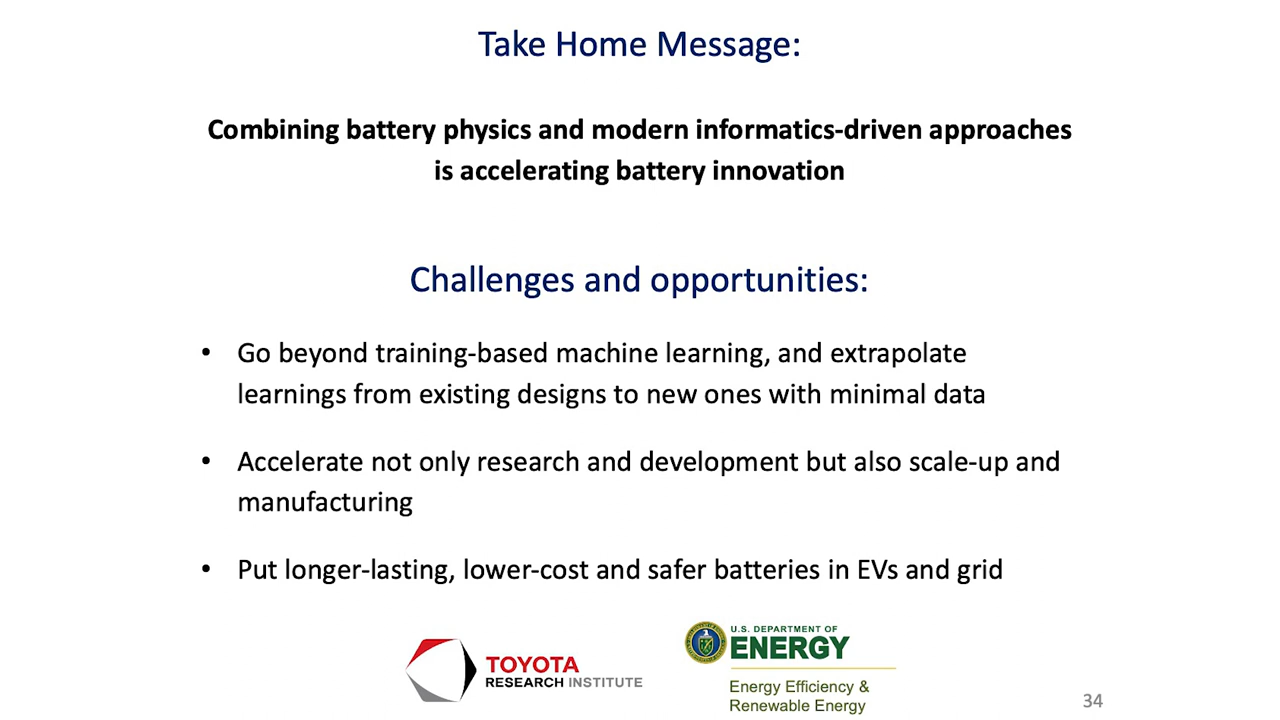 Take Home Message:
Combining battery physics and modern informatics-driven approaches
is accelerating battery innovation
Challenges and opportunities:
• Go beyond training-based machine learning, and extrapolate
learnings from existing designs to new ones with minimal data
• Accelerate not only research and development but also scale-up and
manufacturing
• Put longer-lasting, lower-cost and safer batteries in EVs and grid
TOYOTA
RESEARCH INSTITUTE
U.S. DEPARTMENT OF
ENERGY
Energy Efficiency &
Renewable Energy
34